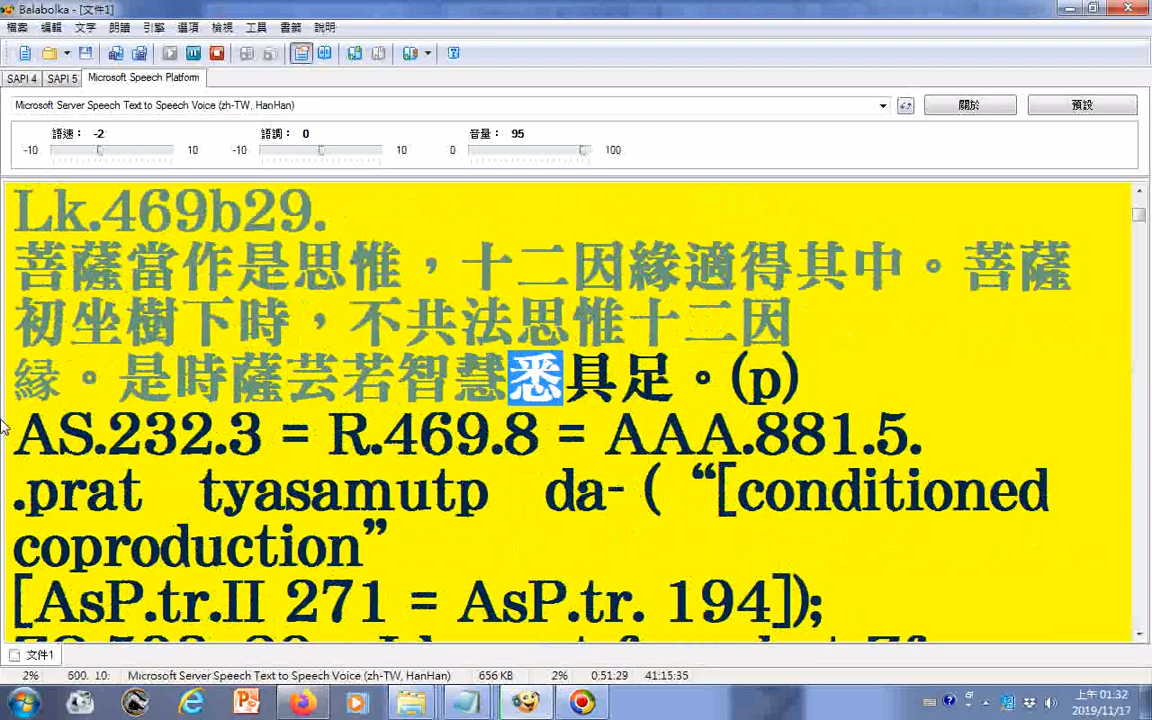 Balabolka - [文件1]
檔案 編輯 文字 朗讀 引擎 選項 檢視 工具 書籤 說明
SAPI 4 SAPI 5 Microsoft Speech Platform
Microsoft Server Speech Text to Speech Voice (zh-TW, HanHan) 關於 預設
語速： -2 語調： 0 音量： 95
-10 10 -10 10 0 100
Lk.469b29.
菩薩當作是思惟，十二因緣適得其中。菩薩
初坐樹下時，不共法思惟十二因
緣。是時薩芸若智慧悉具足。(p)
AS.232.3 = R.469.8 = AAA.881.5.
.prat tyasamutp da- ( “[conditioned
coproduction”
[AsP.tr.II 271 = AsP.tr. 194]);
文件1
2% 600. 10: Microsoft Server Speech Text to Speech Voice (zh-TW, HanHan) 656 KB 2% 0:51:29 41:15:35
上午 01:32
2019/11/17